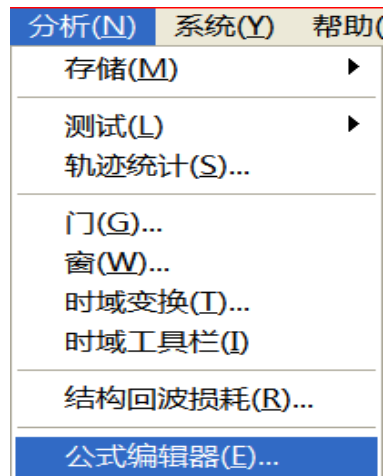 分析(N) 系统(Y) 帮助(
存储(M)
测试(L)
轨迹统计(S)...
门(G)...
窗(W)...
时域变换(T)...
时域工具栏(I)
结构回波损耗(R)...
公式编辑器(E)...